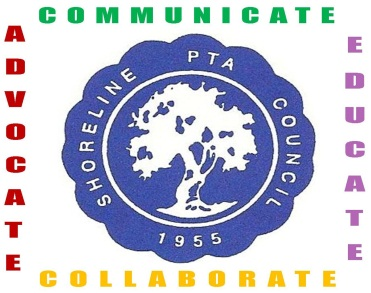 COMMUNICATE
ADVOCATE
SHORELINE PTA COUNCIL
1955
EDUCATE
COLLABORATE